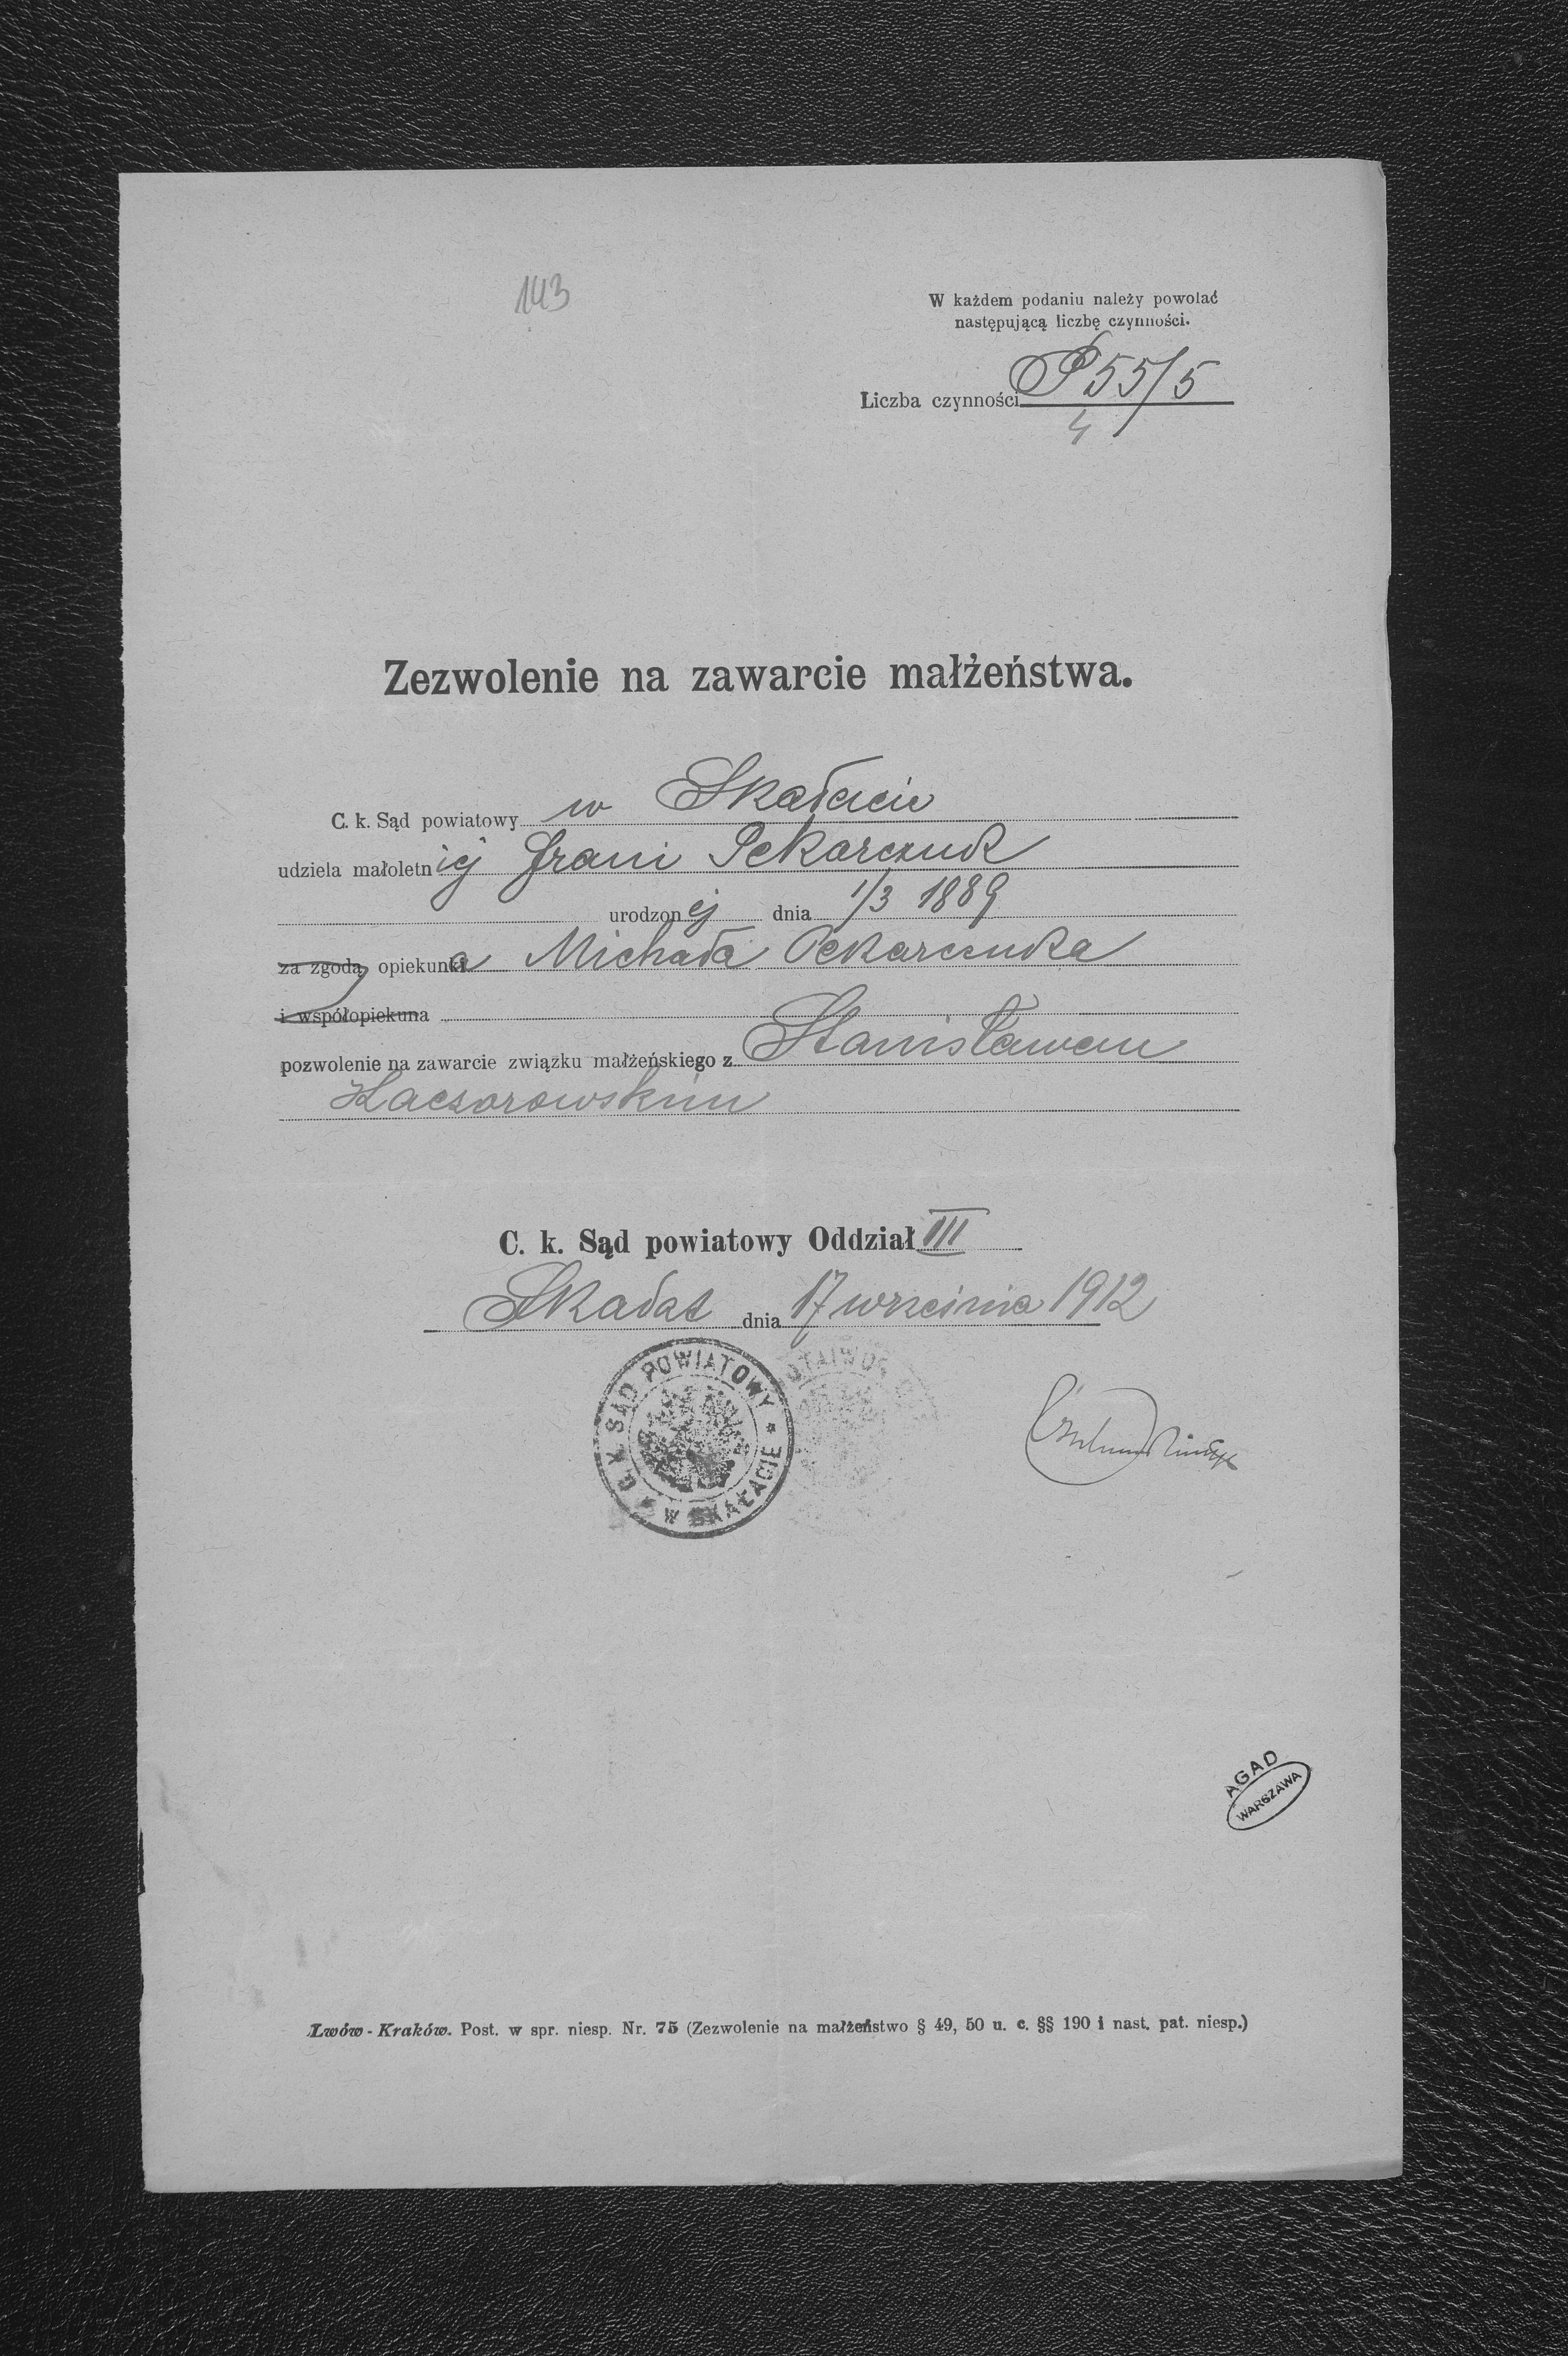 143
W każdem podaniu należy powołać
następującą liczbę czynności.
Liczba czynności P 55/5
4
Zezwolenie na zawarcie małżeństwa.
C. k. Sąd powiatowy w Skałacie
udziela małoletniej Frani Pekarczuk
urodzonej dnia 1/3 1889
za zgodą opiekuna Michała Pekarczuka
i współopiekuna
pozwolenie na zawarcie związku małżeńskiego z Stanisławem
Kaczorowskim
C. k. Sąd powiatowy Oddział III
Skałat dnia 17 września 1912
C. K. SĄD POWIATOWY * W SKAŁACIE *
AGAD
WARSZAWA
Lwów - Kraków. Post. w spr. niesp. Nr. 75 (Zezwolenie na małżeństwo § 49, 50 u. c. §§ 190 i nast. pat. niesp.)